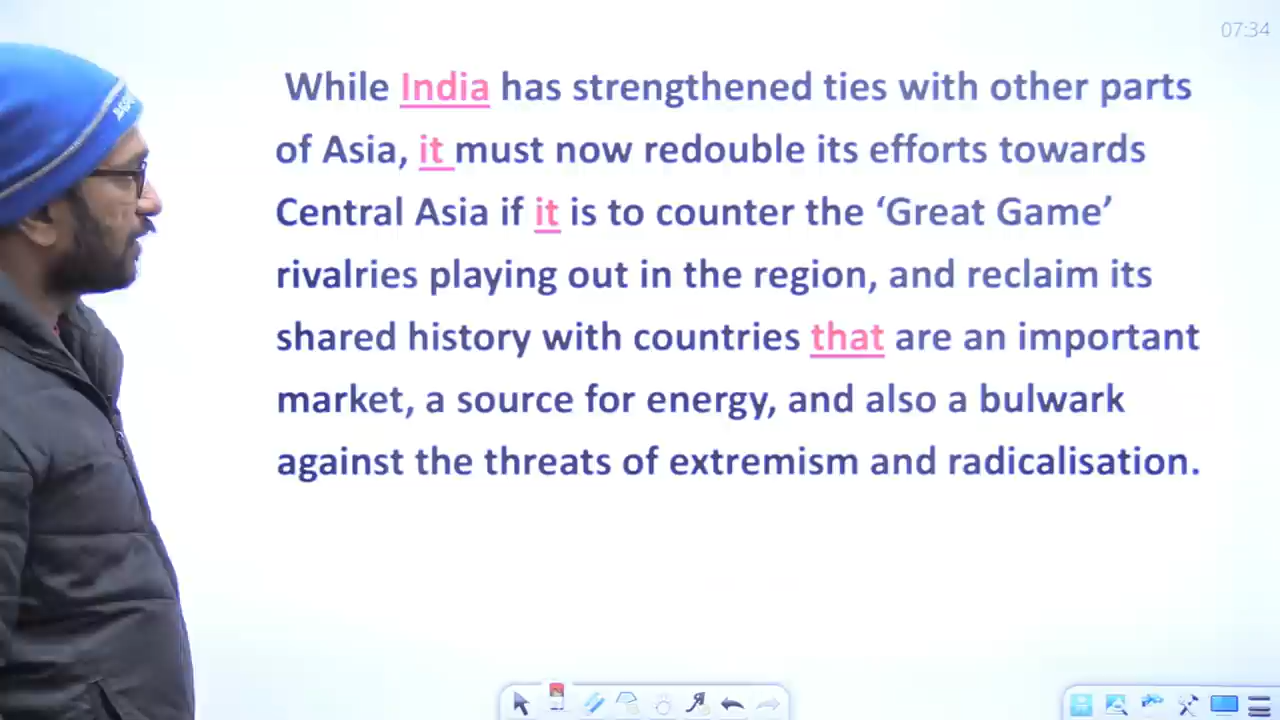 07:34
While India has strengthened ties with other parts
of Asia, it must now redouble its efforts towards
Central Asia if it is to counter the ‘Great Game’
rivalries playing out in the region, and reclaim its
shared history with countries that are an important
market, a source for energy, and also a bulwark
against the threats of extremism and radicalisation.